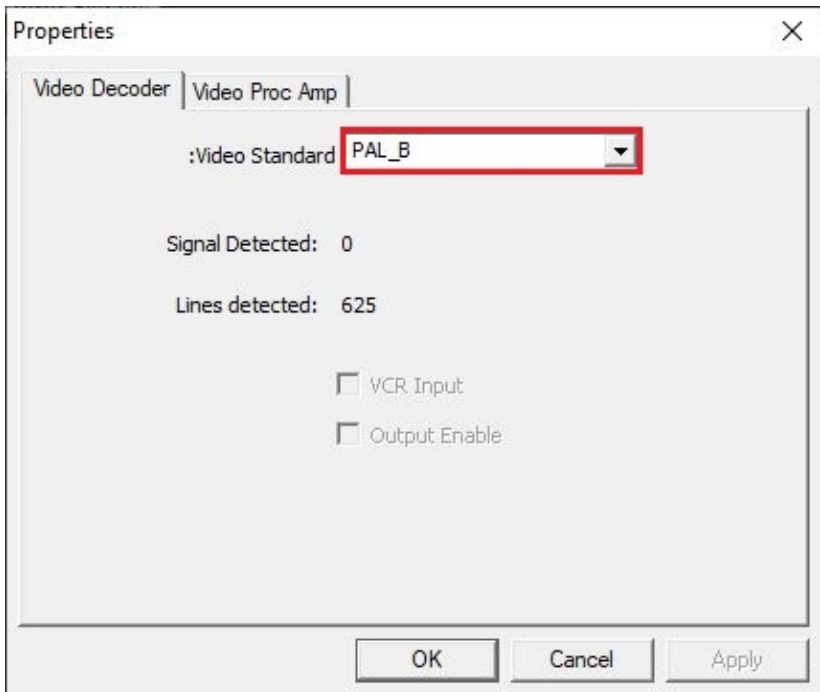 Properties
Video Decoder Video Proc Amp
:Video Standard PAL_B
Signal Detected: 0
Lines detected: 625
VCR Input
Output Enable
OK Cancel Apply